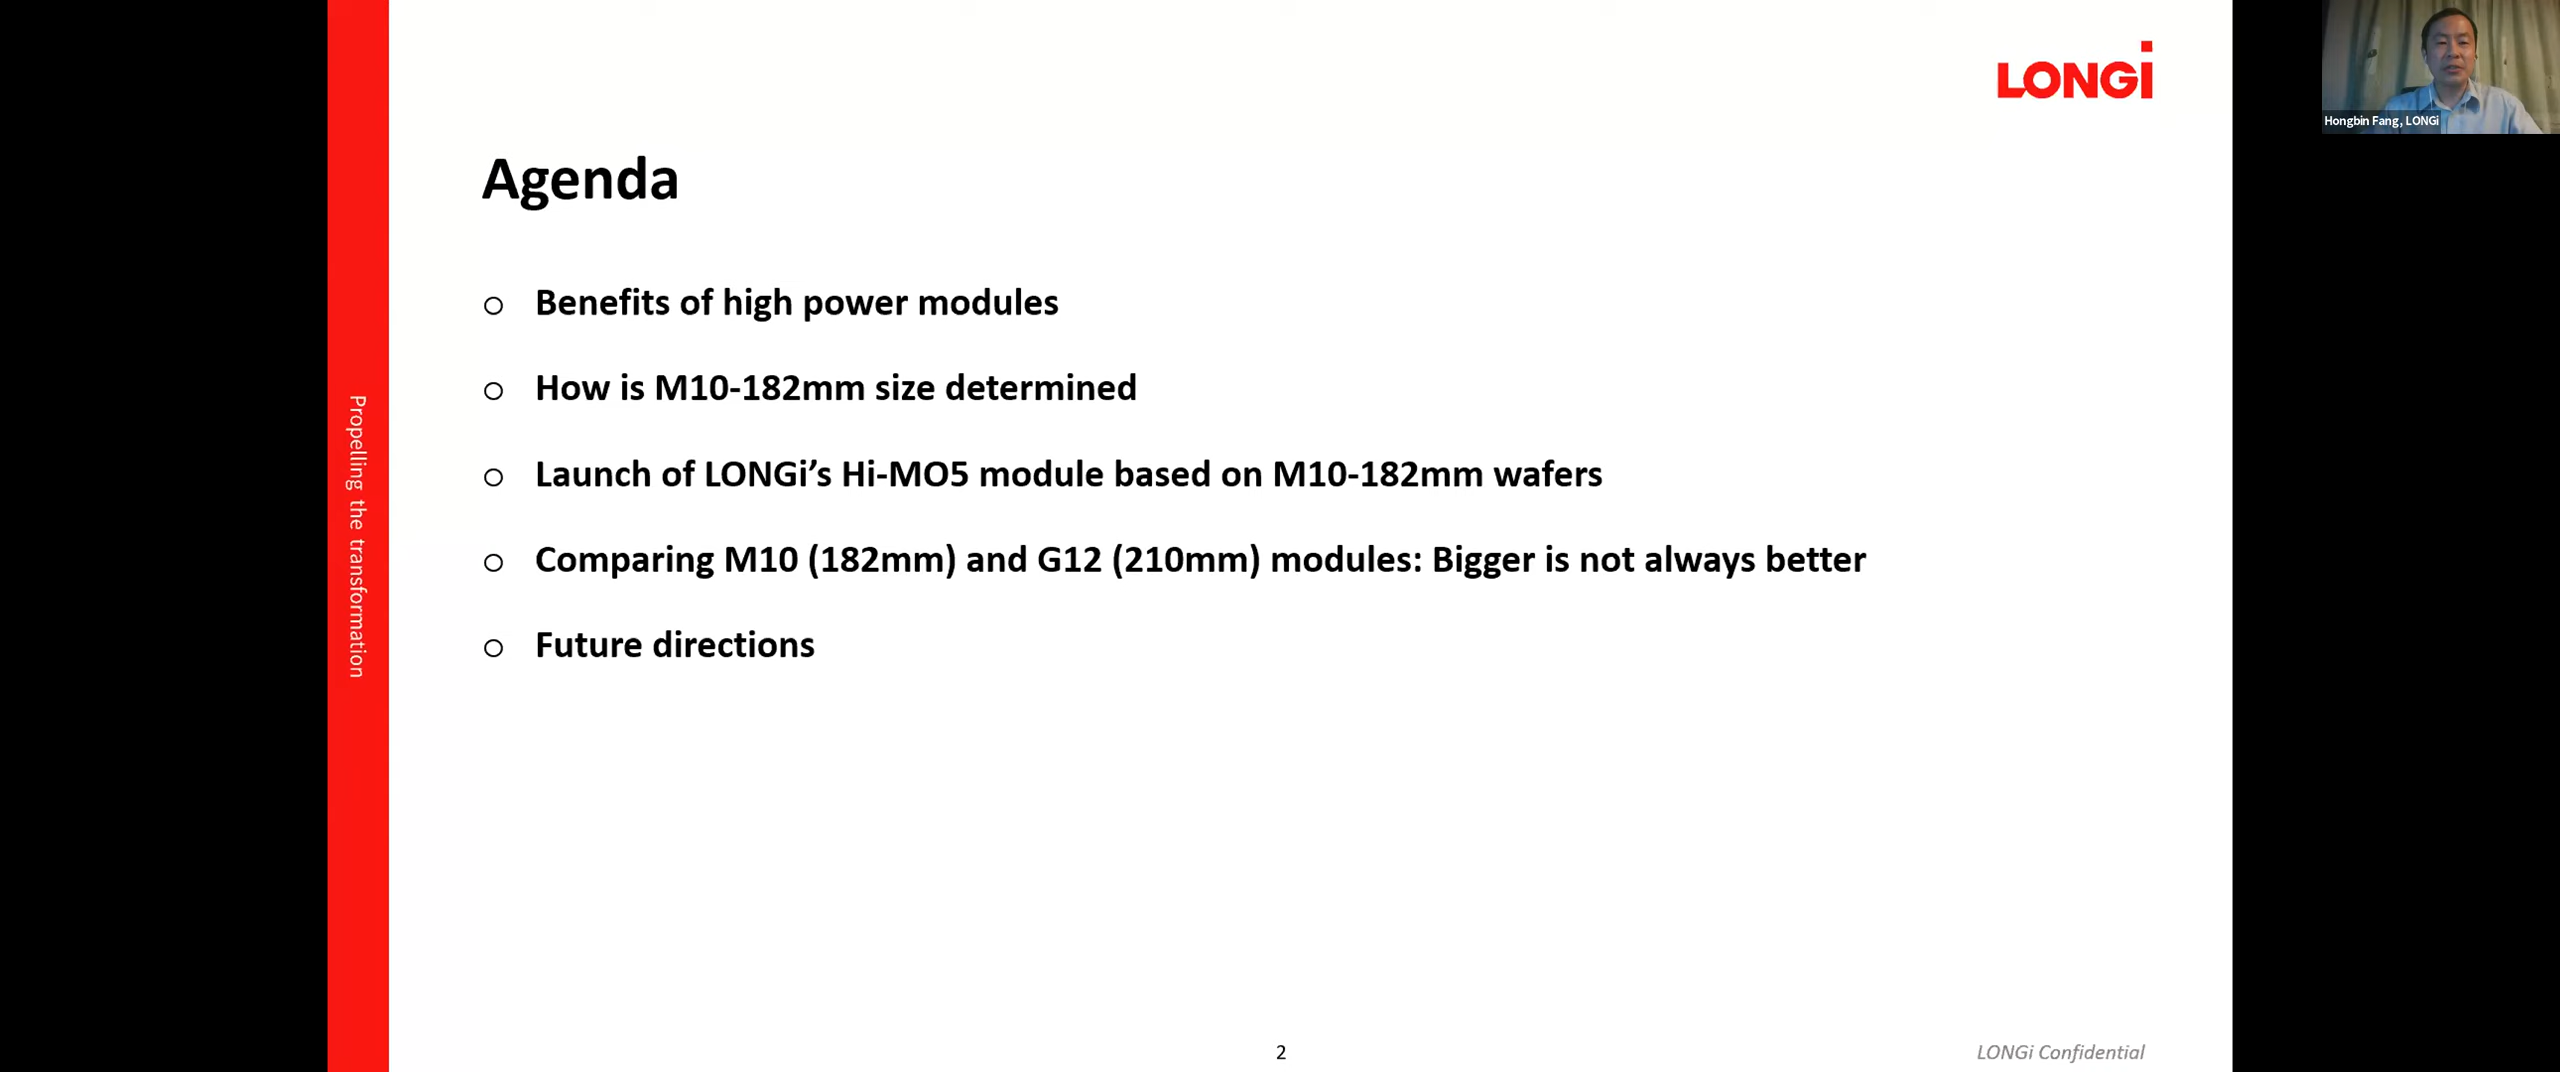 LONGi
Hongbin Fang, LONGi
Agenda
Benefits of high power modules
How is M10-182mm size determined
Launch of LONGi’s Hi-MO5 module based on M10-182mm wafers
Comparing M10 (182mm) and G12 (210mm) modules: Bigger is not always better
Future directions
Propelling the transformation
2
LONGi Confidential